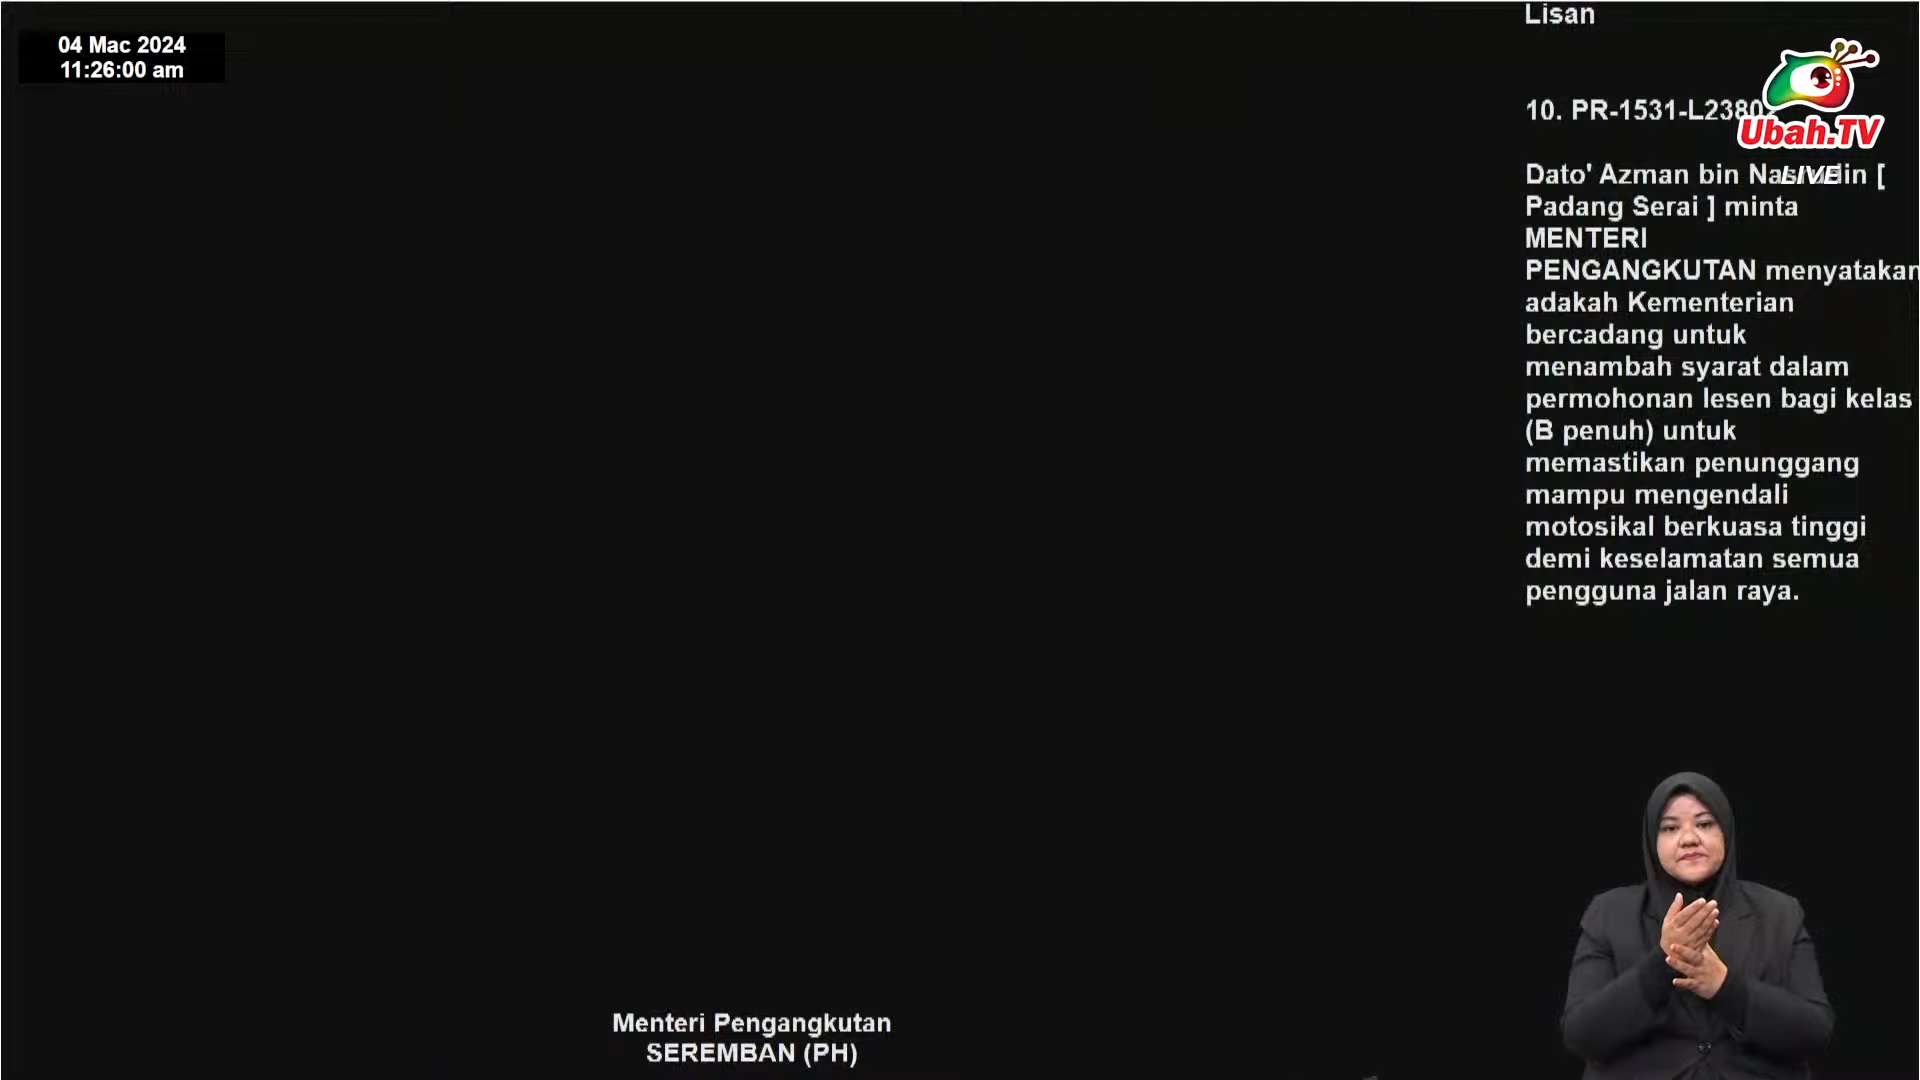 04 Mac 2024
11:26:00 am
Lisan
Ubah.TV
LIVE
10. PR-1531-L2380
Dato' Azman bin Nasrudin [
Padang Serai ] minta
MENTERI
PENGANGKUTAN menyatakan
adakah Kementerian
bercadang untuk
menambah syarat dalam
permohonan lesen bagi kelas
(B penuh) untuk
memastikan penunggang
mampu mengendali
motosikal berkuasa tinggi
demi keselamatan semua
pengguna jalan raya.
Menteri Pengangkutan
SEREMBAN (PH)